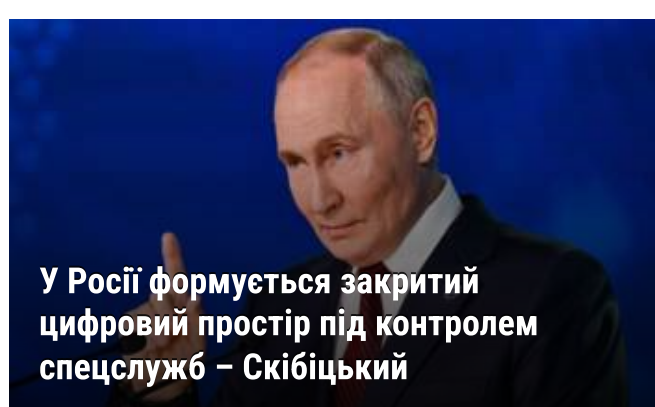 У Росії формується закритий
цифровий простір під контролем
спецслужб – Скібіцький